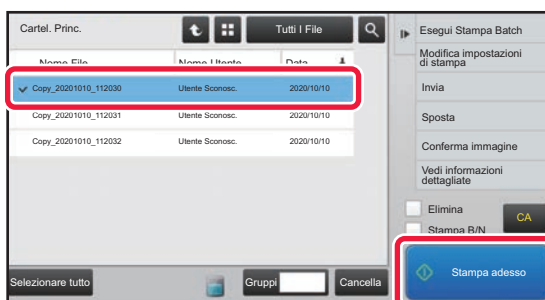 Cartel. Princ.
Tutti I File
Nome File
Nome Utente
Data
Copy_20201010_112030
Utente Sconosc.
2020/10/10
Copy_20201010_112031
Utente Sconosc.
2020/10/10
Copy_20201010_112032
Utente Sconosc.
2020/10/10
Selezionare tutto
Gruppi
Cancella
Esegui Stampa Batch
Modifica impostazioni
di stampa
Invia
Sposta
Conferma immagine
Vedi informazioni
dettagliate
Elimina
Stampa B/N
CA
Stampa adesso